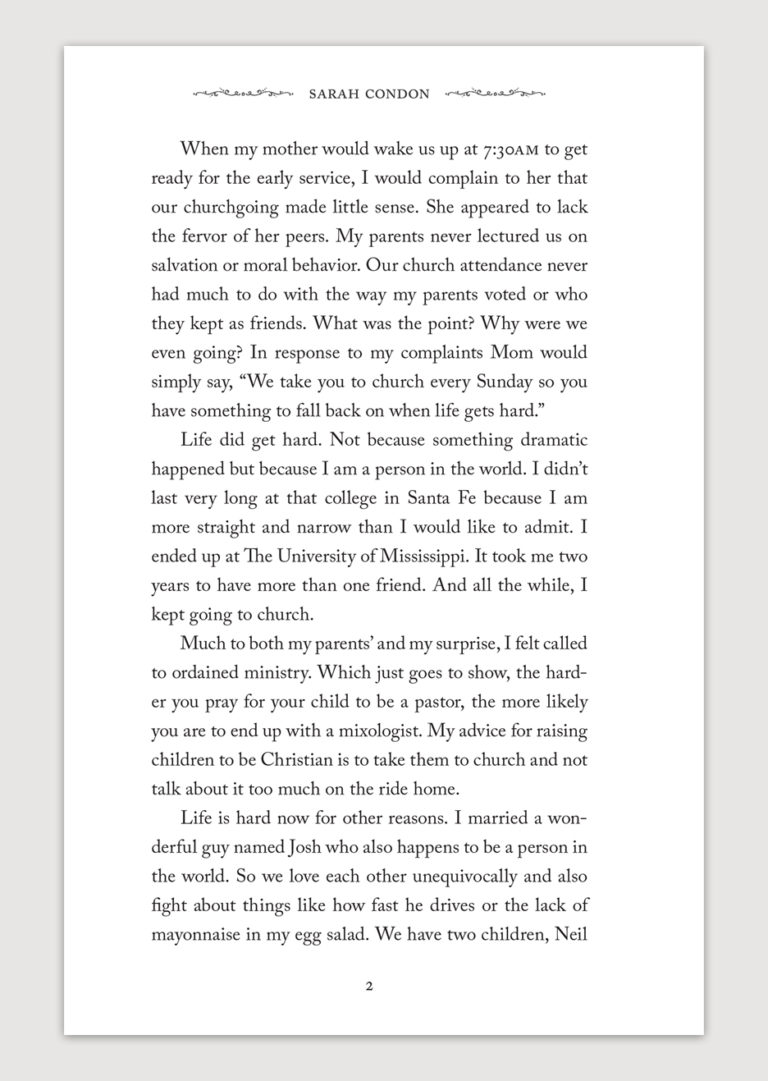 SARAH CONDON
When my mother would wake us up at 7:30AM to get
ready for the early service, I would complain to her that
our churchgoing made little sense. She appeared to lack
the fervor of her peers. My parents never lectured us on
salvation or moral behavior. Our church attendance never
had much to do with the way my parents voted or who
they kept as friends. What was the point? Why were we
even going? In response to my complaints Mom would
simply say, “We take you to church every Sunday so you
have something to fall back on when life gets hard.”
Life did get hard. Not because something dramatic
happened but because I am a person in the world. I didn’t
last very long at that college in Santa Fe because I am
more straight and narrow than I would like to admit. I
ended up at The University of Mississippi. It took me two
years to have more than one friend. And all the while, I
kept going to church.
Much to both my parents’ and my surprise, I felt called
to ordained ministry. Which just goes to show, the hard-
er you pray for your child to be a pastor, the more likely
you are to end up with a mixologist. My advice for raising
children to be Christian is to take them to church and not
talk about it too much on the ride home.
Life is hard now for other reasons. I married a won-
derful guy named Josh who also happens to be a person in
the world. So we love each other unequivocally and also
fight about things like how fast he drives or the lack of
mayonnaise in my egg salad. We have two children, Neil
2